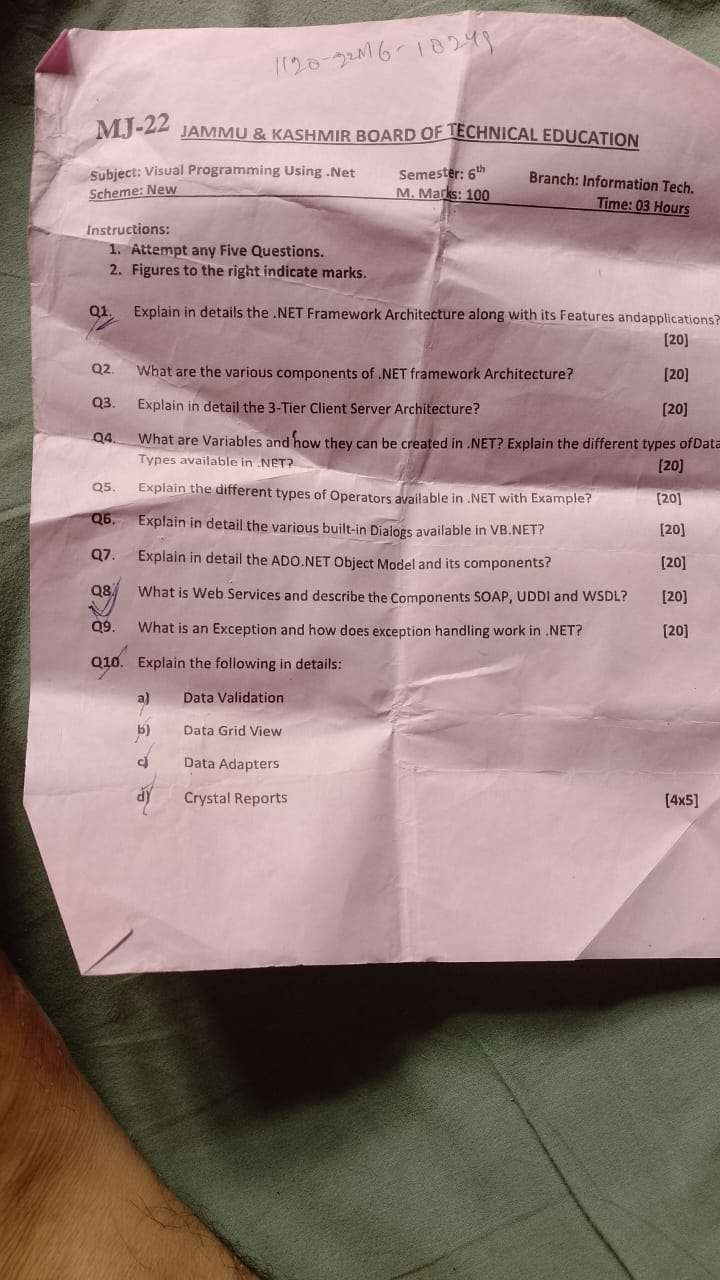 1120-22M6-10249
MJ-22 JAMMU & KASHMIR BOARD OF TECHNICAL EDUCATION
Subject: Visual Programming Using .Net Semester: 6th Branch: Information Tech.
Scheme: New M. Marks: 100 Time: 03 Hours
Instructions:
1. Attempt any Five Questions.
2. Figures to the right indicate marks.
Q1. Explain in details the .NET Framework Architecture along with its Features andapplications?
[20]
Q2. What are the various components of .NET framework Architecture? [20]
Q3. Explain in detail the 3-Tier Client Server Architecture? [20]
Q4. What are Variables and how they can be created in .NET? Explain the different types ofData
Types available in .NET? [20]
Q5. Explain the different types of Operators available in .NET with Example? [20]
Q6. Explain in detail the various built-in Dialogs available in VB.NET? [20]
Q7. Explain in detail the ADO.NET Object Model and its components? [20]
Q8. What is Web Services and describe the Components SOAP, UDDI and WSDL? [20]
Q9. What is an Exception and how does exception handling work in .NET? [20]
Q10. Explain the following in details:
a) Data Validation
b) Data Grid View
c) Data Adapters
d) Crystal Reports [4x5]